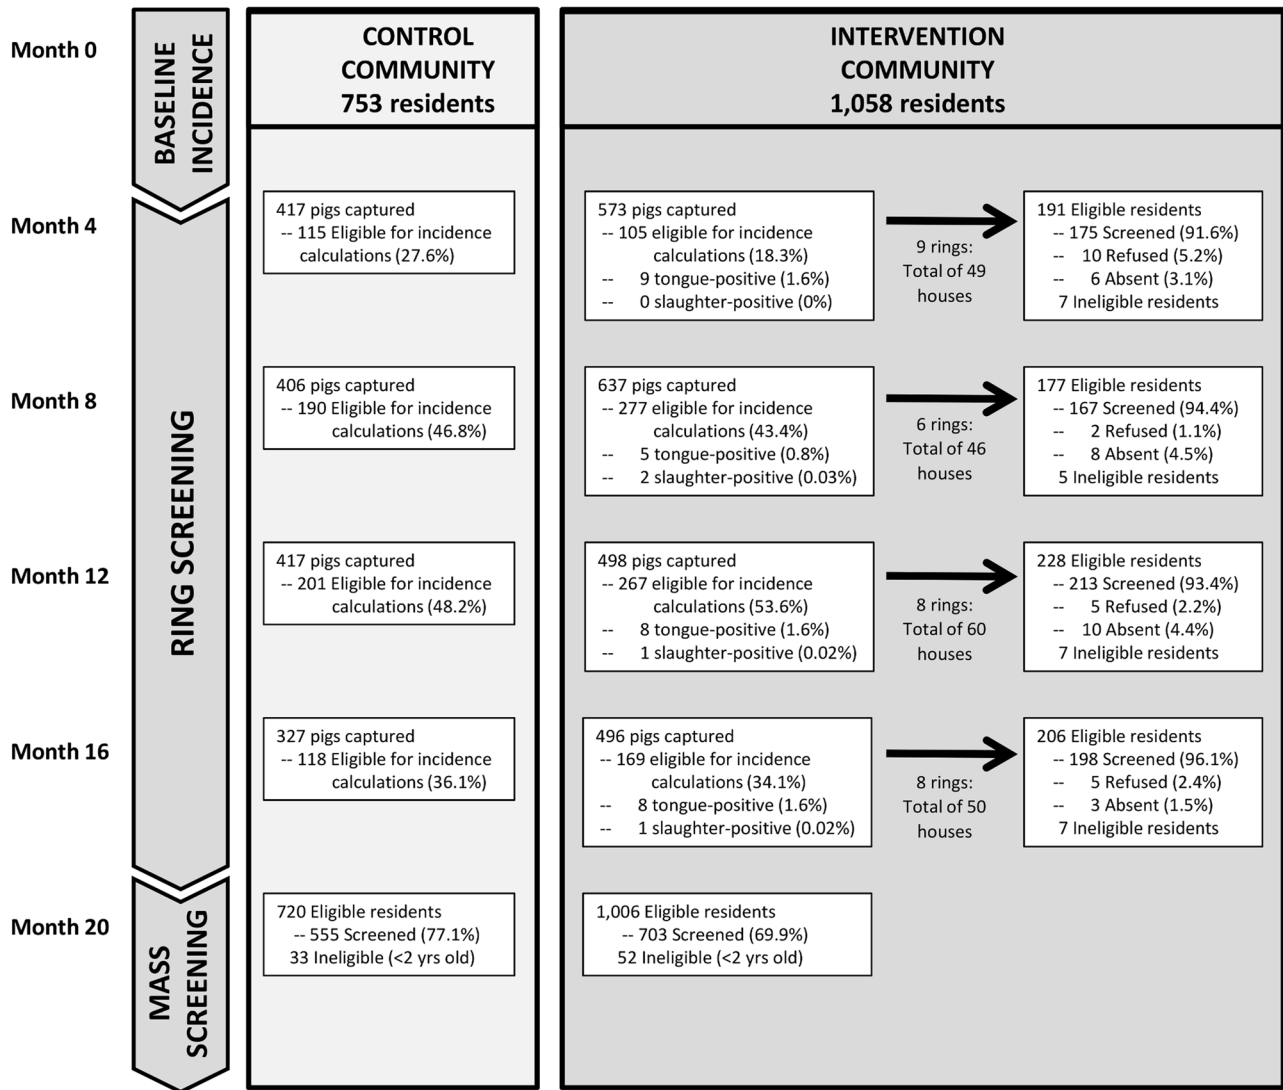 Month 0
BASELINE
INCIDENCE
CONTROL
COMMUNITY
753 residents
INTERVENTION
COMMUNITY
1,058 residents
Month 4
RING SCREENING
417 pigs captured
-- 115 Eligible for incidence
calculations (27.6%)
573 pigs captured
-- 105 eligible for incidence
calculations (18.3%)
-- 9 tongue-positive (1.6%)
-- 0 slaughter-positive (0%)
9 rings:
Total of 49
houses
191 Eligible residents
-- 175 Screened (91.6%)
-- 10 Refused (5.2%)
-- 6 Absent (3.1%)
7 Ineligible residents
Month 8
406 pigs captured
-- 190 Eligible for incidence
calculations (46.8%)
637 pigs captured
-- 277 eligible for incidence
calculations (43.4%)
-- 5 tongue-positive (0.8%)
-- 2 slaughter-positive (0.03%)
6 rings:
Total of 46
houses
177 Eligible residents
-- 167 Screened (94.4%)
-- 2 Refused (1.1%)
-- 8 Absent (4.5%)
5 Ineligible residents
Month 12
417 pigs captured
-- 201 Eligible for incidence
calculations (48.2%)
498 pigs captured
-- 267 eligible for incidence
calculations (53.6%)
-- 8 tongue-positive (1.6%)
-- 1 slaughter-positive (0.02%)
8 rings:
Total of 60
houses
228 Eligible residents
-- 213 Screened (93.4%)
-- 5 Refused (2.2%)
-- 10 Absent (4.4%)
7 Ineligible residents
Month 16
327 pigs captured
-- 118 Eligible for incidence
calculations (36.1%)
496 pigs captured
-- 169 eligible for incidence
calculations (34.1%)
-- 8 tongue-positive (1.6%)
-- 1 slaughter-positive (0.02%)
8 rings:
Total of 50
houses
206 Eligible residents
-- 198 Screened (96.1%)
-- 5 Refused (2.4%)
-- 3 Absent (1.5%)
7 Ineligible residents
Month 20
MASS
SCREENING
720 Eligible residents
-- 555 Screened (77.1%)
33 Ineligible (<2 yrs old)
1,006 Eligible residents
-- 703 Screened (69.9%)
52 Ineligible (<2 yrs old)